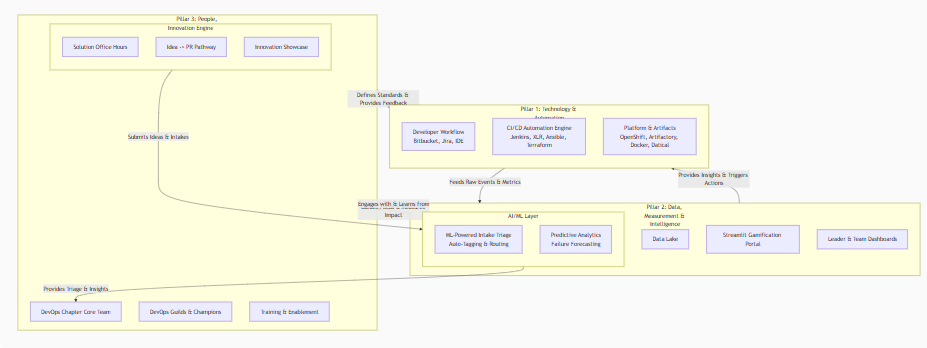 Pillar 3: People,
Innovation Engine
Solution Office Hours
Idea -> PR Pathway
Innovation Showcase
Defines Standards &
Provides Feedback
Pillar 1: Technology &
Automation
Developer Workflow
Bitbucket, Jira, IDE
CI/CD Automation Engine
Jenkins, XLR, Ansible,
Terraform
Platform & Artifacts
OpenShift, Artifactory,
Docker, Datical
Submits Ideas & Intakes
Feeds Raw Events & Metrics
Provides Insights & Triggers
Actions
Engages with & Learns from
Impact
Pillar 2: Data,
Measurement &
Intelligence
AI/ML Layer
ML-Powered Intake Triage
Auto-Tagging & Routing
Predictive Analytics
Failure Forecasting
Data Lake
Streamlit Gamification
Portal
Leader & Team Dashboards
Provides Triage & Insights
DevOps Chapter Core Team
DevOps Guilds & Champions
Training & Enablement